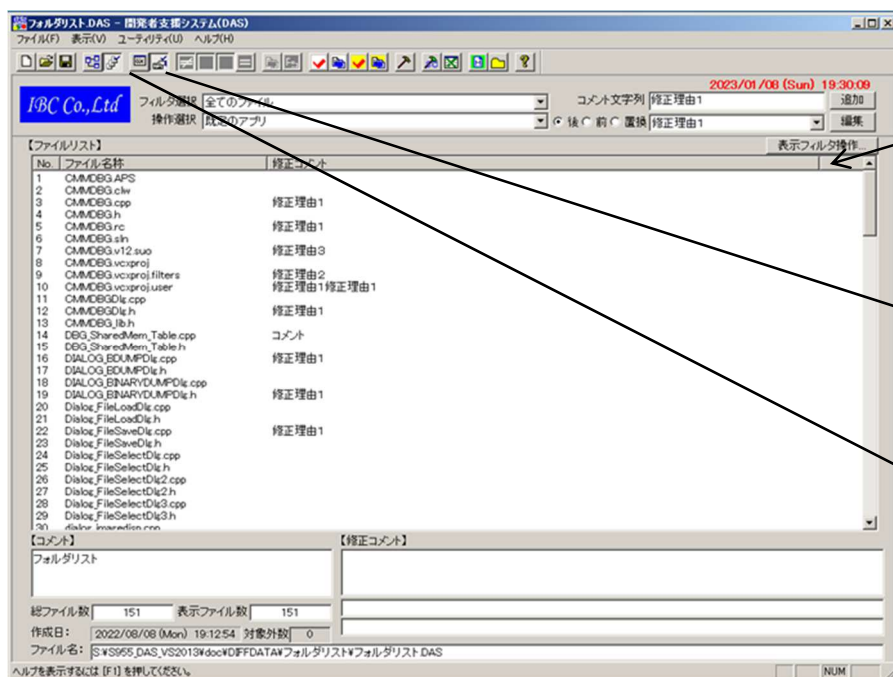 フォルダリスト.DAS - 開発者支援システム(DAS)
ファイル(F) 表示(V) ユーティリティ(U) ヘルプ(H)
2023/01/08 (Sun) 19:30:09
IBC Co., Ltd
フィルタ選択 全てのファイル
コメント文字列 修正理由1 追加
操作選択 既定のアプリ
後 前 置換 修正理由1 編集
【ファイルリスト】 表示フィルタ操作...
No. ファイル名称 修正コメント
1 CMMDBG.APS
2 CMMDBG.clw
3 CMMDBG.cpp 修正理由1
4 CMMDBG.h
5 CMMDBG.rc 修正理由1
6 CMMDBG.sln
7 CMMDBG.v12.suo 修正理由3
8 CMMDBG.vcxproj
9 CMMDBG.vcxproj.filters 修正理由2
10 CMMDBG.vcxproj.user 修正理由1修正理由1
11 CMMDBGDlg.cpp
12 CMMDBGDlg.h 修正理由1
13 CMMDBG_lib.h
14 DBG_SharedMem_Table.cpp コメント
15 DBG_SharedMem_Table.h
16 DIALOG_BDUMPDlg.cpp 修正理由1
17 DIALOG_BDUMPDlg.h
18 DIALOG_BINARYDUMPDlg.cpp
19 DIALOG_BINARYDUMPDlg.h 修正理由1
20 Dialog_FileLoadDlg.cpp
21 Dialog_FileLoadDlg.h
22 Dialog_FileSaveDlg.cpp 修正理由1
23 Dialog_FileSaveDlg.h
24 Dialog_FileSelectDlg.cpp
25 Dialog_FileSelectDlg.h
26 Dialog_FileSelectDlg2.cpp
27 Dialog_FileSelectDlg2.h
28 Dialog_FileSelectDlg3.cpp
29 Dialog_FileSelectDlg3.h
30 dialog_imagedisp.cpp
【コメント】 【修正コメント】
フォルダリスト
総ファイル数 151 表示ファイル数 151
作成日: 2022/08/08 (Mon) 19:12:54 対象外数 0
ファイル名: S:¥S955_DAS_VS2013¥doc¥DIFFDATA¥フォルダリスト¥フォルダリスト.DAS
ヘルプを表示するには [F1] を押してください。 NUM